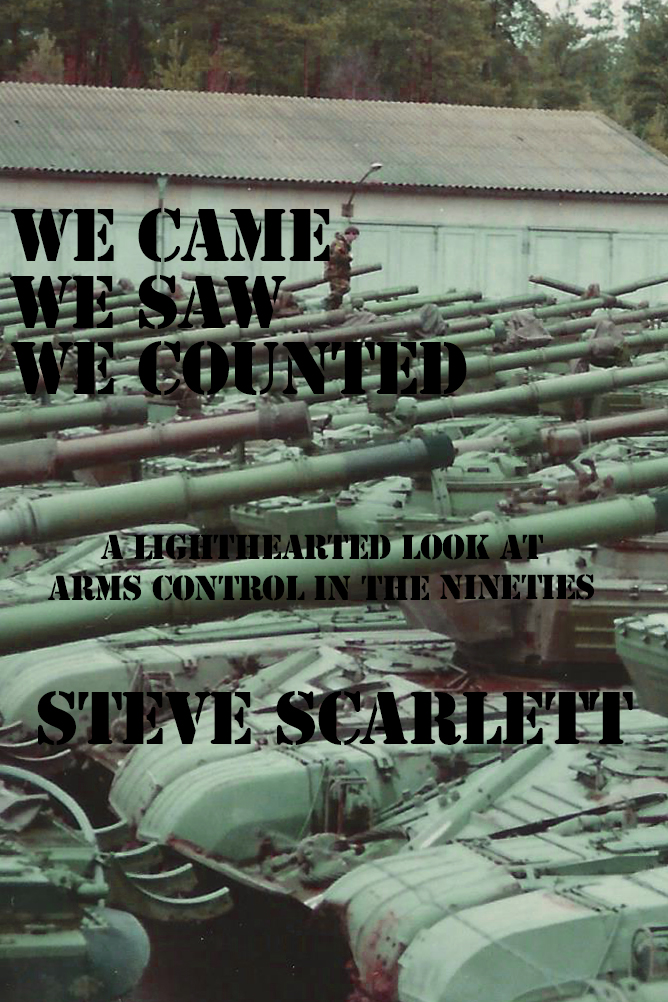 WE CAME
WE SAW
WE COUNTED
A LIGHTHEARTED LOOK AT
ARMS CONTROL IN THE NINETIES
STEVE SCARLETT